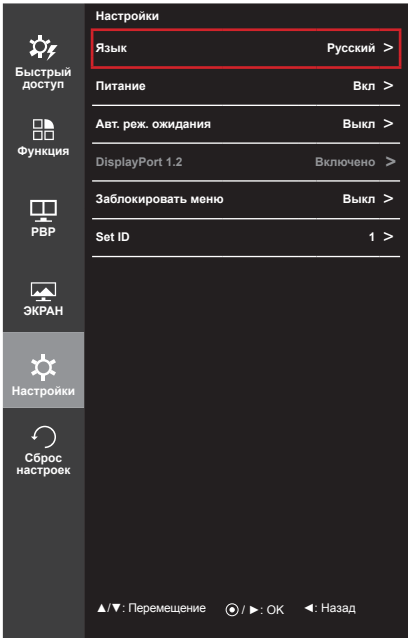 Настройки
Быстрый
доступ
Функция
PBP
ЭКРАН
Настройки
Сброс
настроек
Язык Русский >
Питание Вкл >
Авт. реж. ожидания Выкл >
DisplayPort 1.2 Включено >
Заблокировать меню Выкл >
Set ID 1 >
▲/▼: Перемещение ⦿ / ►: OK ◄: Назад